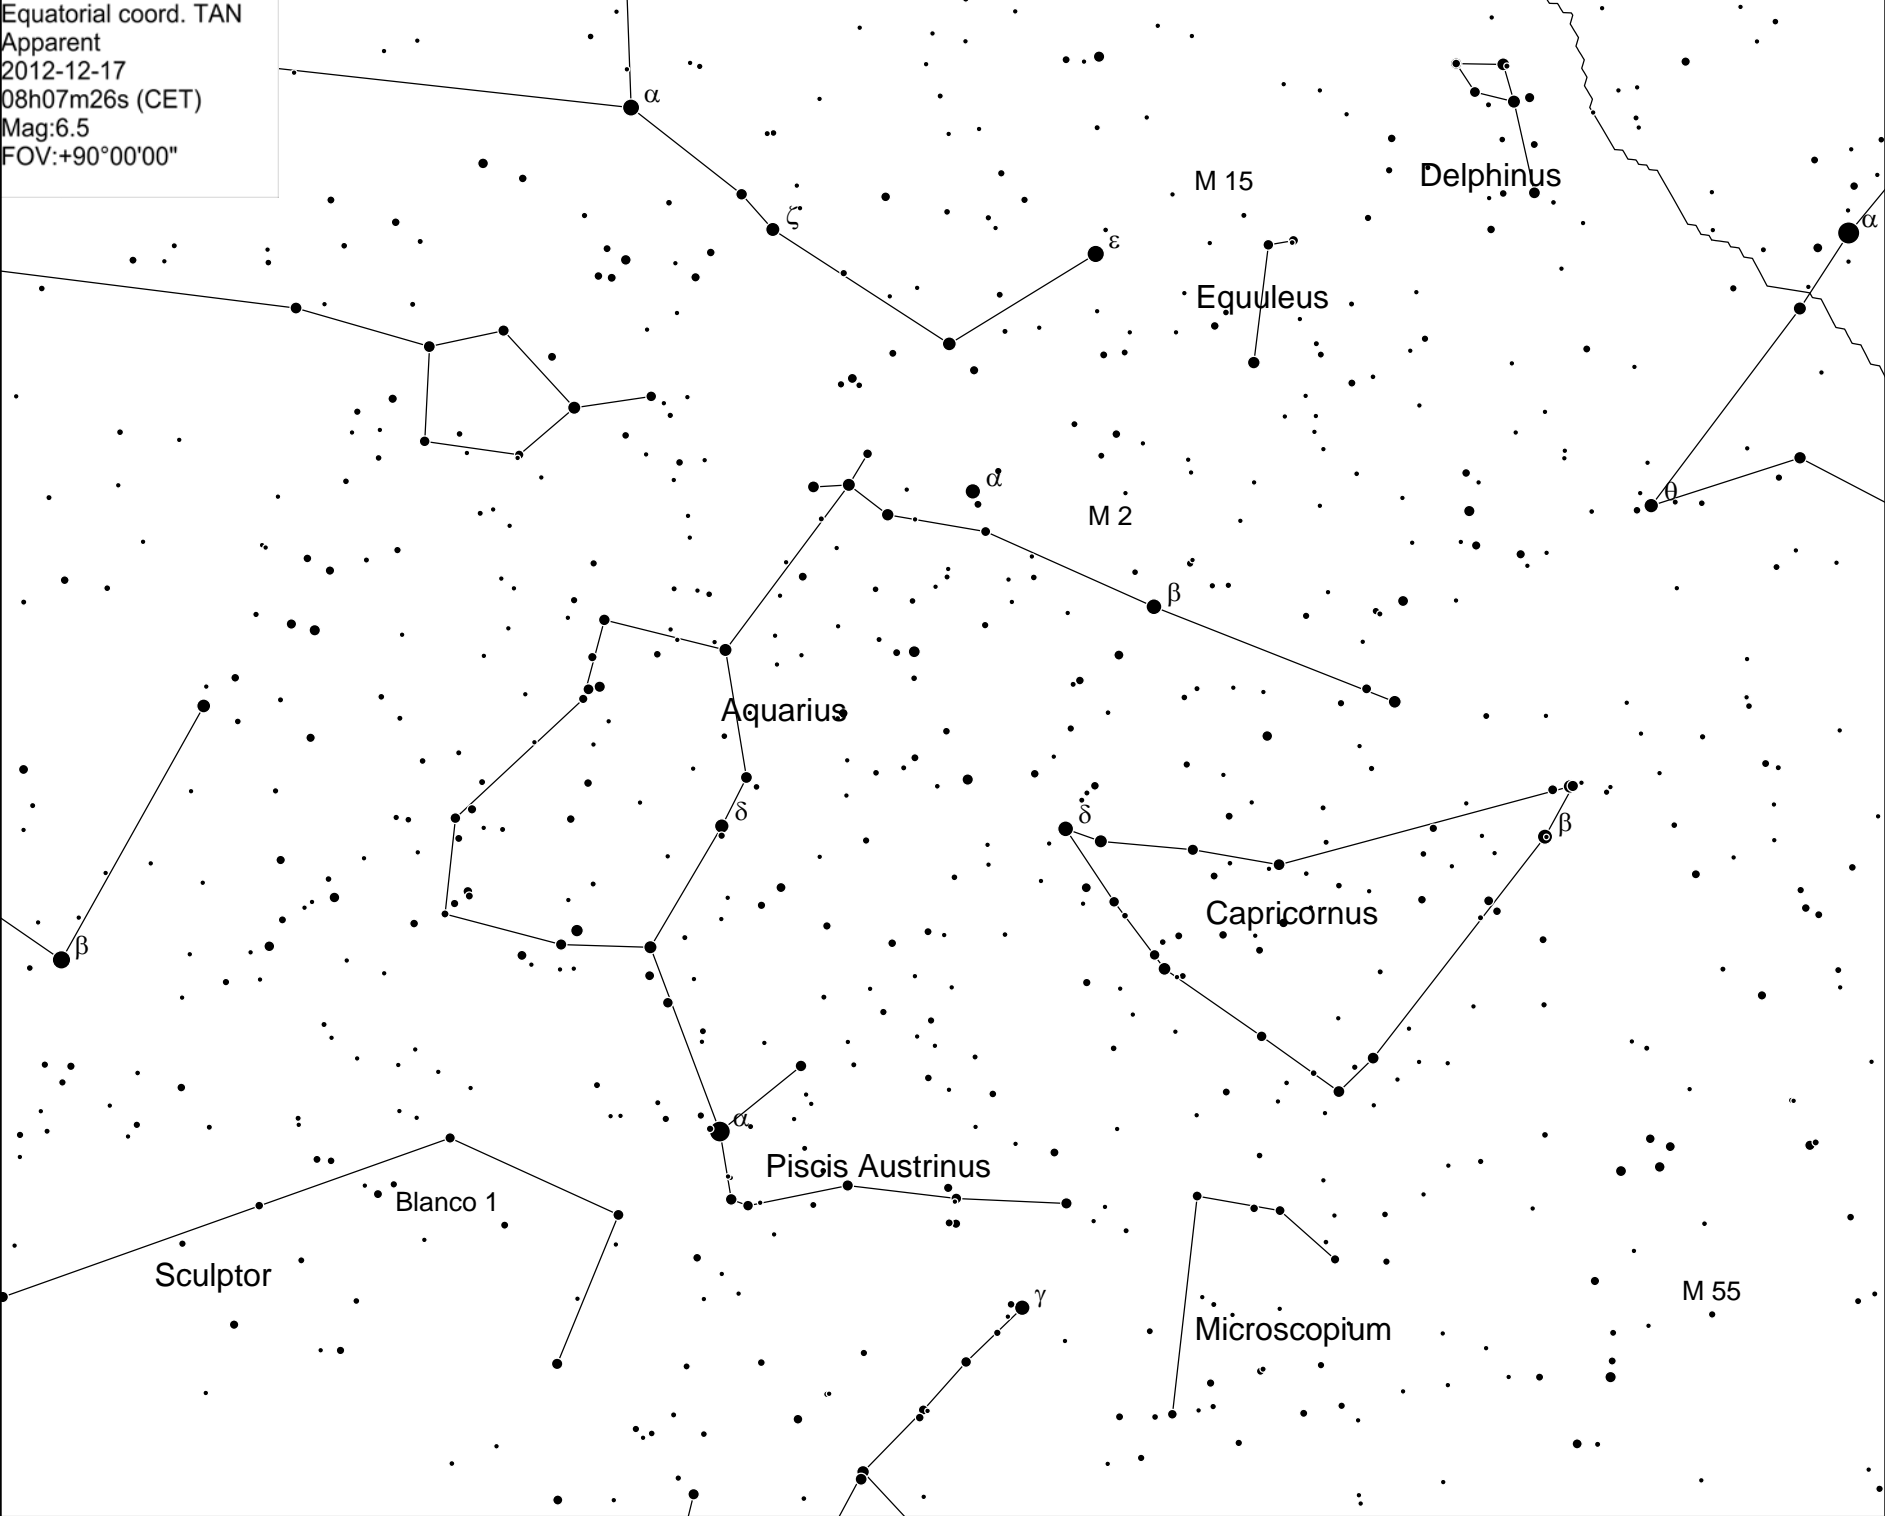 Equatorial coord. TAN
Apparent
2012-12-17
08h07m26s (CET)
Mag:6.5
FOV:+90°00'00"
α
ζ
ε
M 15
Delphinus
α
Equuleus
α
M 2
θ
β
Aquarius
δ
δ
β
Capricornus
β
α
Piscis Austrinus
Blanco 1
Sculptor
γ
Microscopium
M 55